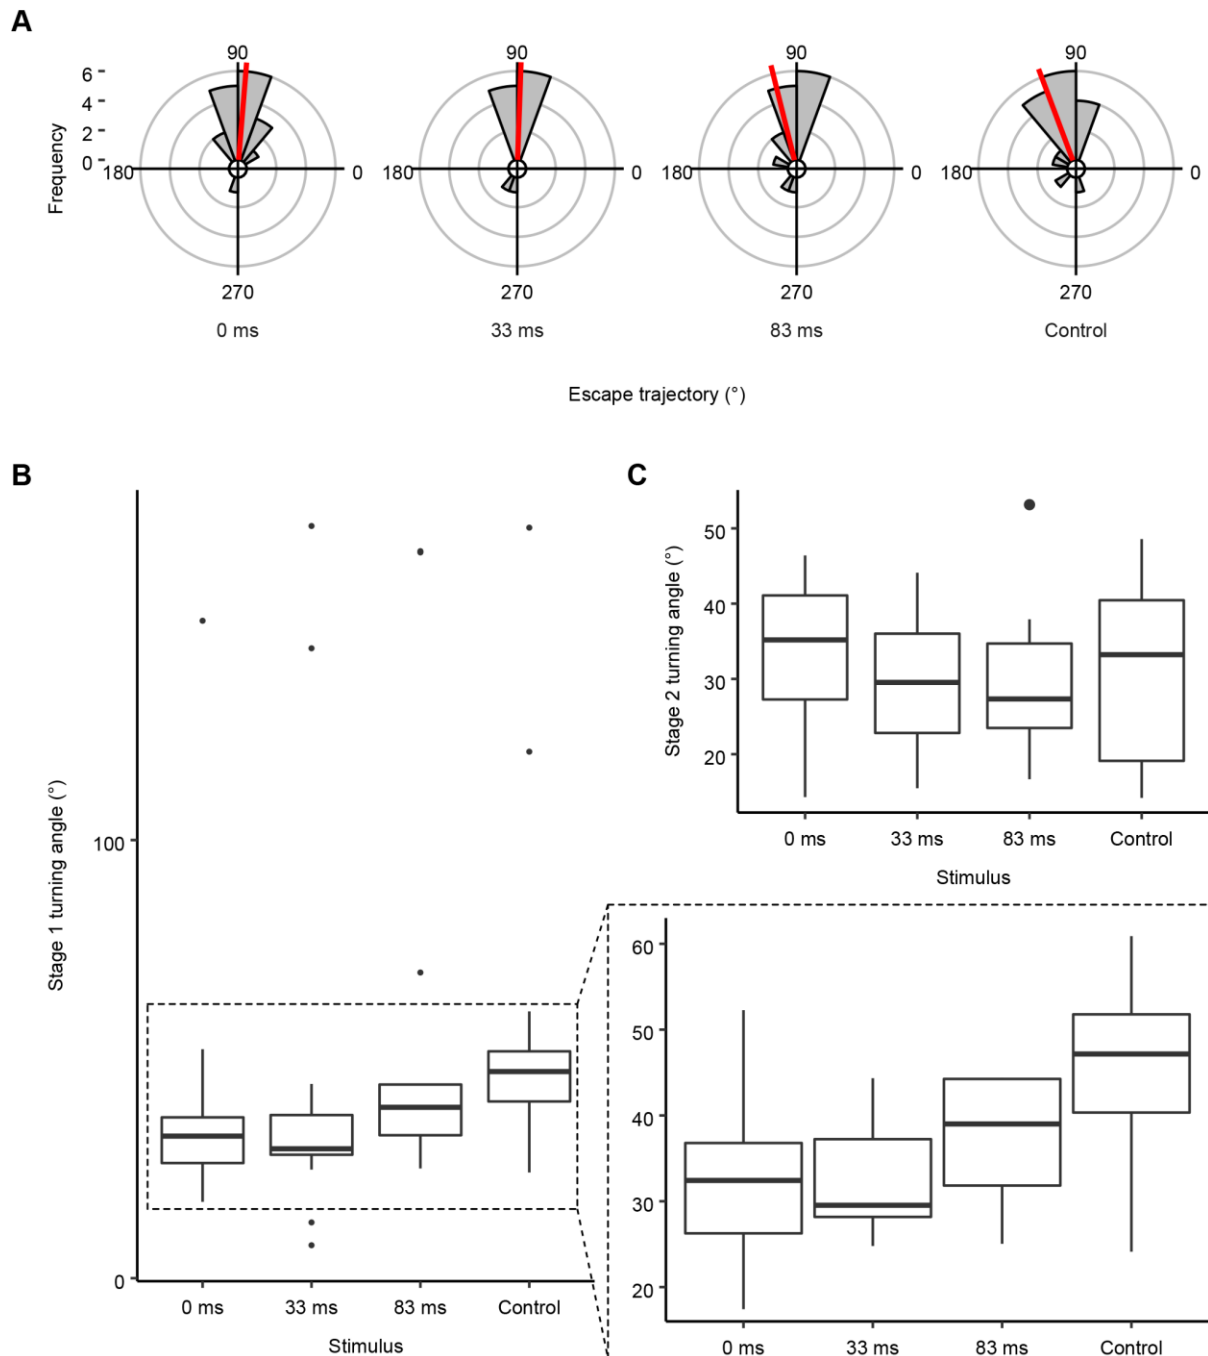 A
90 90 90 90
Frequency
6
4
2
0
180 0 180 0 180 0 180 0
270 270 270 270
0 ms 33 ms 83 ms Control
Escape trajectory (°)
B
Stage 1 turning angle (°)
100
0
0 ms 33 ms 83 ms Control
Stimulus
C
Stage 2 turning angle (°)
50
40
30
20
0 ms 33 ms 83 ms Control
Stimulus
60
50
40
30
20
0 ms 33 ms 83 ms Control